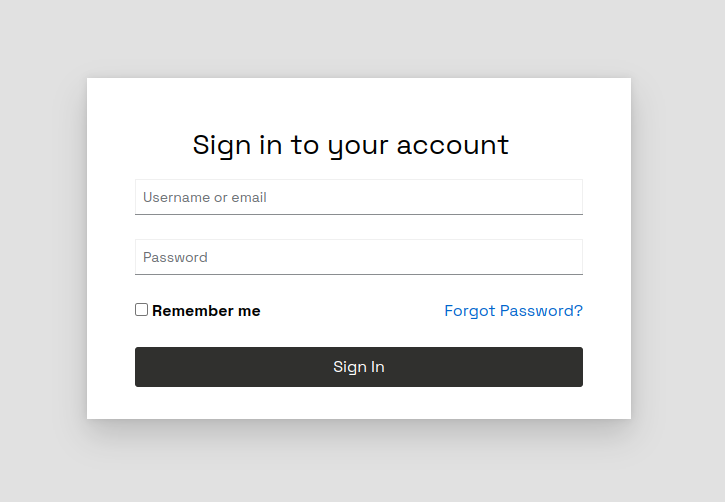 Sign in to your account
Username or email
Password
Remember me Forgot Password?
Sign In